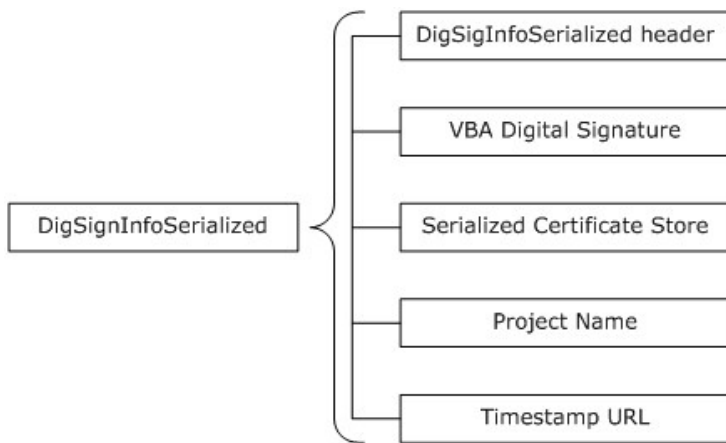 DigSigInfoSerialized header
VBA Digital Signature
DigSignInfoSerialized
Serialized Certificate Store
Project Name
Timestamp URL